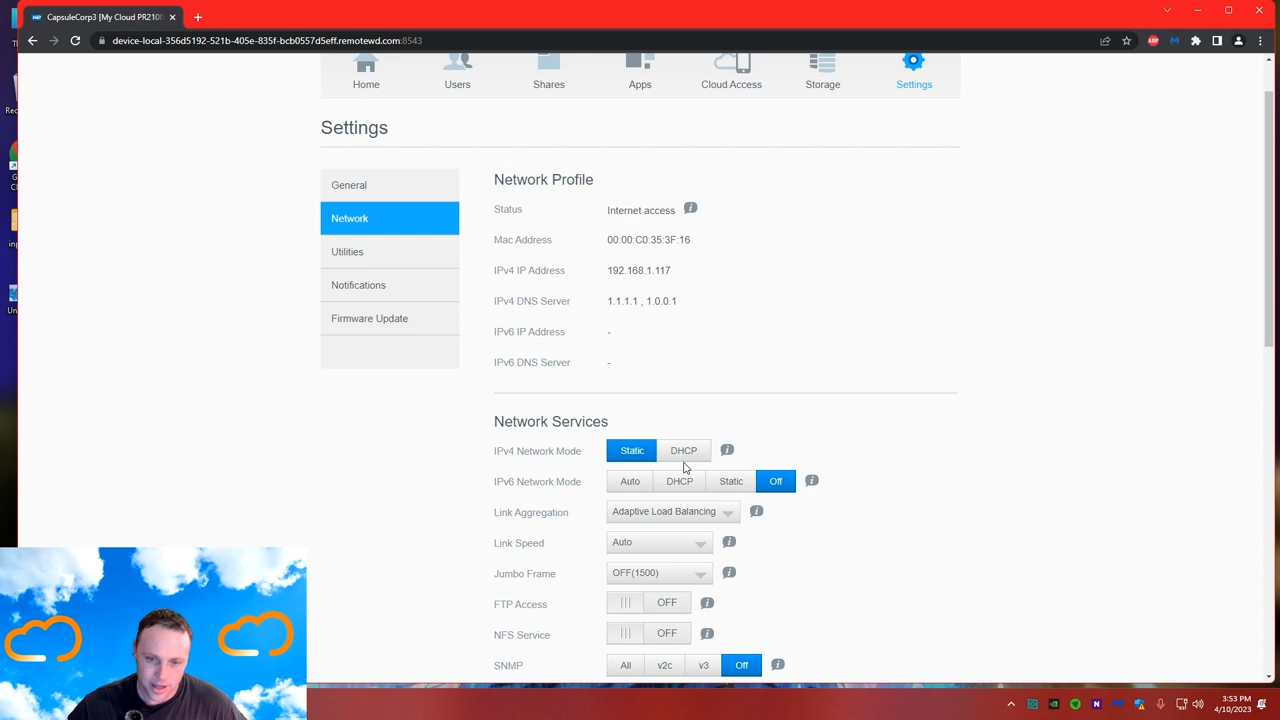 CapsuleCorp3 [My Cloud PR2100
device-local-356d5192-521b-405e-835f-bcb0557d5eff.remotewd.com:8543
Home Users Shares Apps Cloud Access Storage Settings
Settings
General
Network
Utilities
Notifications
Firmware Update
Network Profile
Status Internet access
Mac Address 00:00:C0:35:3F:16
IPv4 IP Address 192.168.1.117
IPv4 DNS Server 1.1.1.1 , 1.0.0.1
IPv6 IP Address -
IPv6 DNS Server -
Network Services
IPv4 Network Mode Static DHCP
IPv6 Network Mode Auto DHCP Static Off
Link Aggregation Adaptive Load Balancing
Link Speed Auto
Jumbo Frame OFF(1500)
FTP Access OFF
NFS Service OFF
SNMP All v2c v3 Off
3:53 PM
4/10/2023